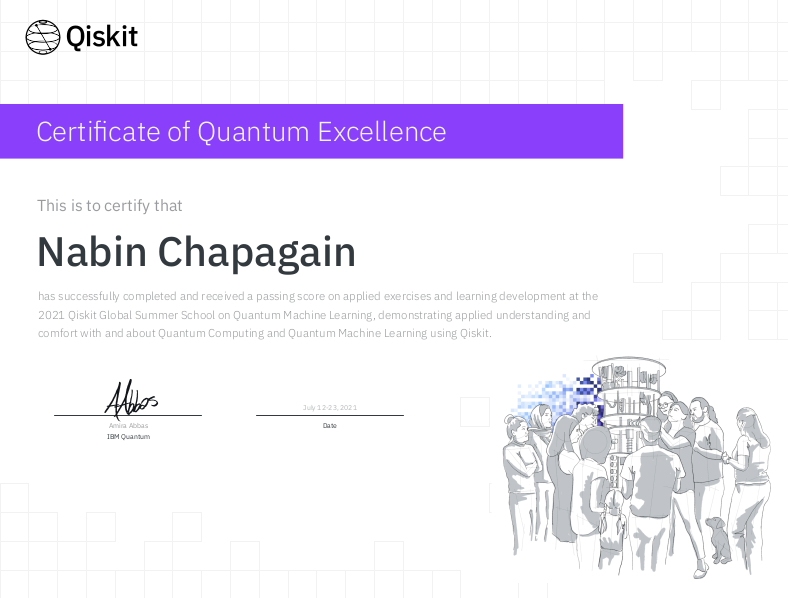 Qiskit
Certificate of Quantum Excellence
This is to certify that
Nabin Chapagain
has successfully completed and received a passing score on applied exercises and learning development at the
2021 Qiskit Global Summer School on Quantum Machine Learning, demonstrating applied understanding and
comfort with and about Quantum Computing and Quantum Machine Learning using Qiskit.
AAbbas
July 12-23, 2021
Amira Abbas
Date
IBM Quantum